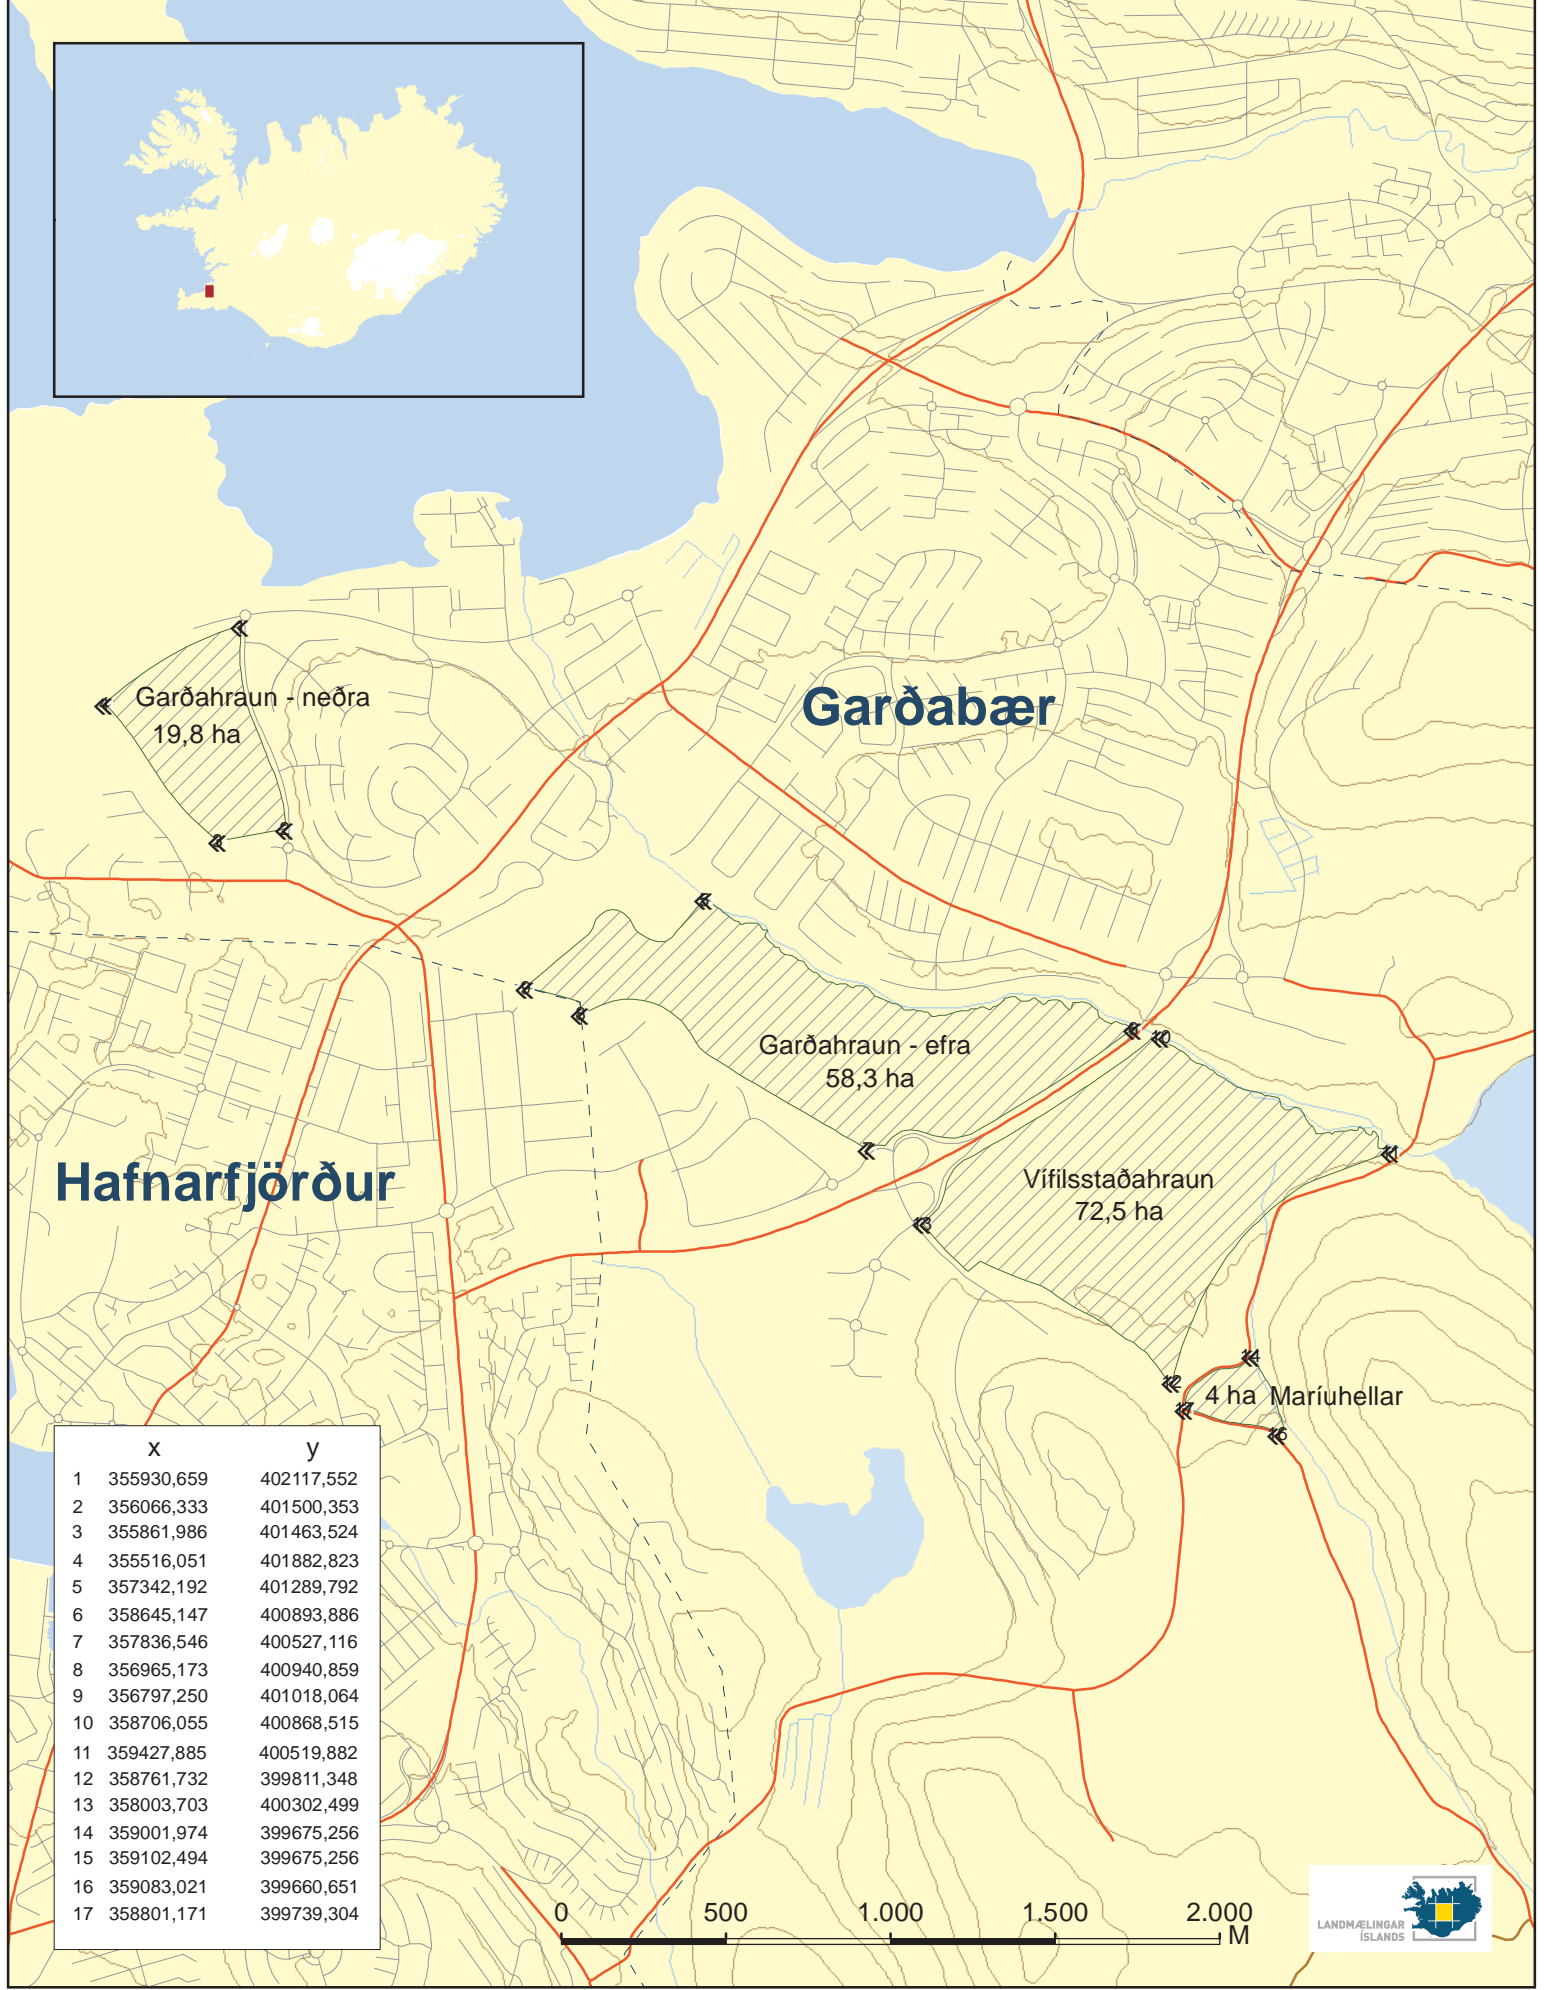 Garðahraun - neðra
19,8 ha
Garðabær
Garðahraun - efra
58,3 ha
Hafnarfjörður
Vífilsstaðahraun
72,5 ha
4 ha Maríuhellar
x y
1 355930,659 402117,552
2 356066,333 401500,353
3 355861,986 401463,524
4 355516,051 401882,823
5 357342,192 401289,792
6 358645,147 400893,886
7 357836,546 400527,116
8 356965,173 400940,859
9 356797,250 401018,064
10 358706,055 400868,515
11 359427,885 400519,882
12 358761,732 399811,348
13 358003,703 400302,499
14 359001,974 399675,256
15 359102,494 399675,256
16 359083,021 399660,651
17 358801,171 399739,304
0 500 1.000 1.500 2.000
M
LANDMÆLINGAR
ÍSLANDS